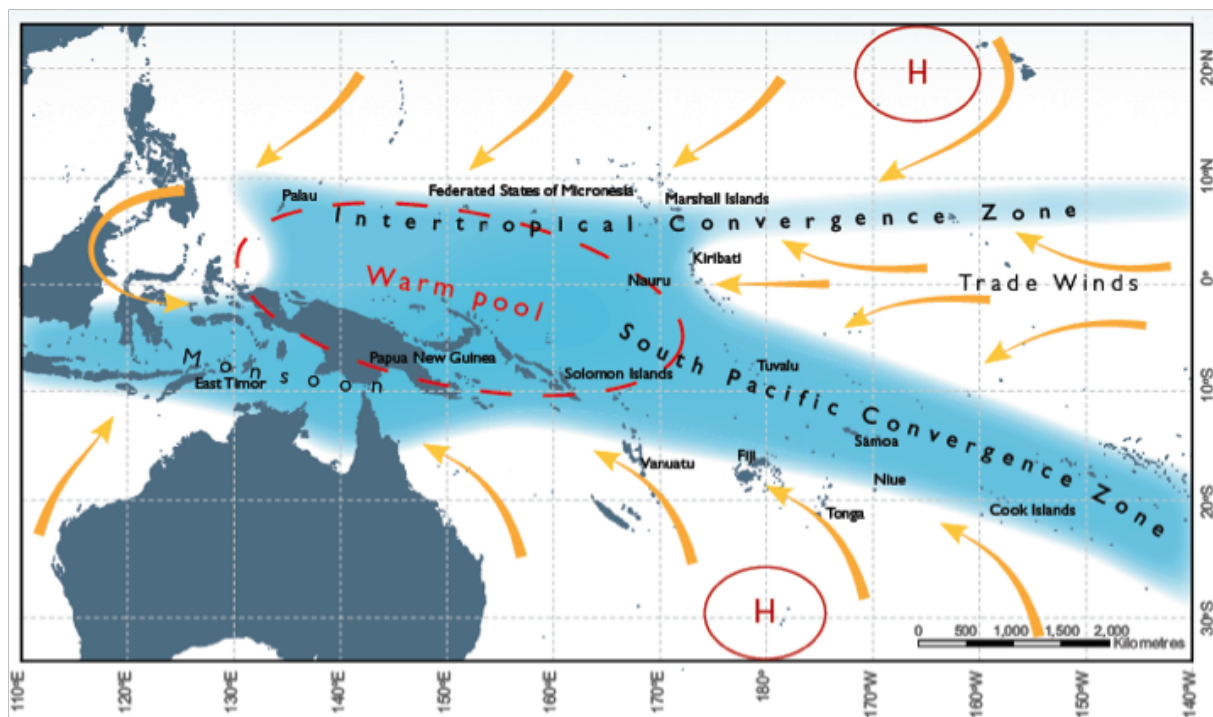 H
20°N
10°N
0°
10°S
20°S
30°S
Palau
Federated States of Micronesia
Marshall Islands
Intertropical Convergence Zone
Kiribati
Warm pool
Nauru
Trade Winds
South Pacific Convergence Zone
Monsoon
Papua New Guinea
East Timor
Solomon Islands
Tuvalu
Samoa
Vanuatu
Fiji
Niue
Tonga
Cook Islands
H
0 500 1,000 1,500 2,000
Kilometres
110°E 120°E 130°E 140°E 150°E 160°E 170°E 180° 170°W 160°W 150°W 140°W